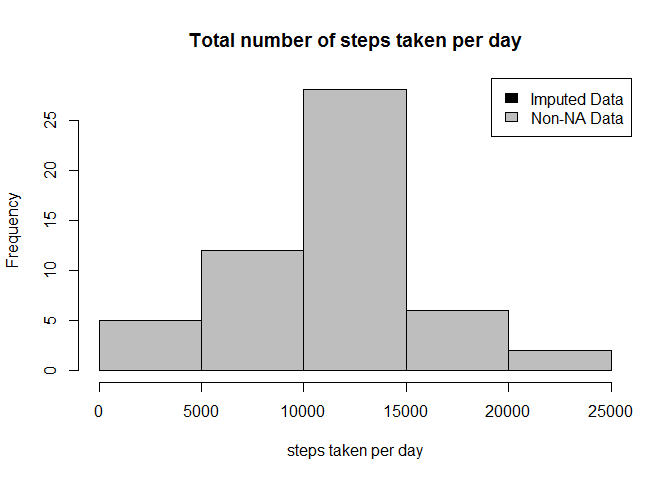 Total number of steps taken per day
Imputed Data
Non-NA Data
Frequency
25
20
15
10
5
0
0 5000 10000 15000 20000 25000
steps taken per day